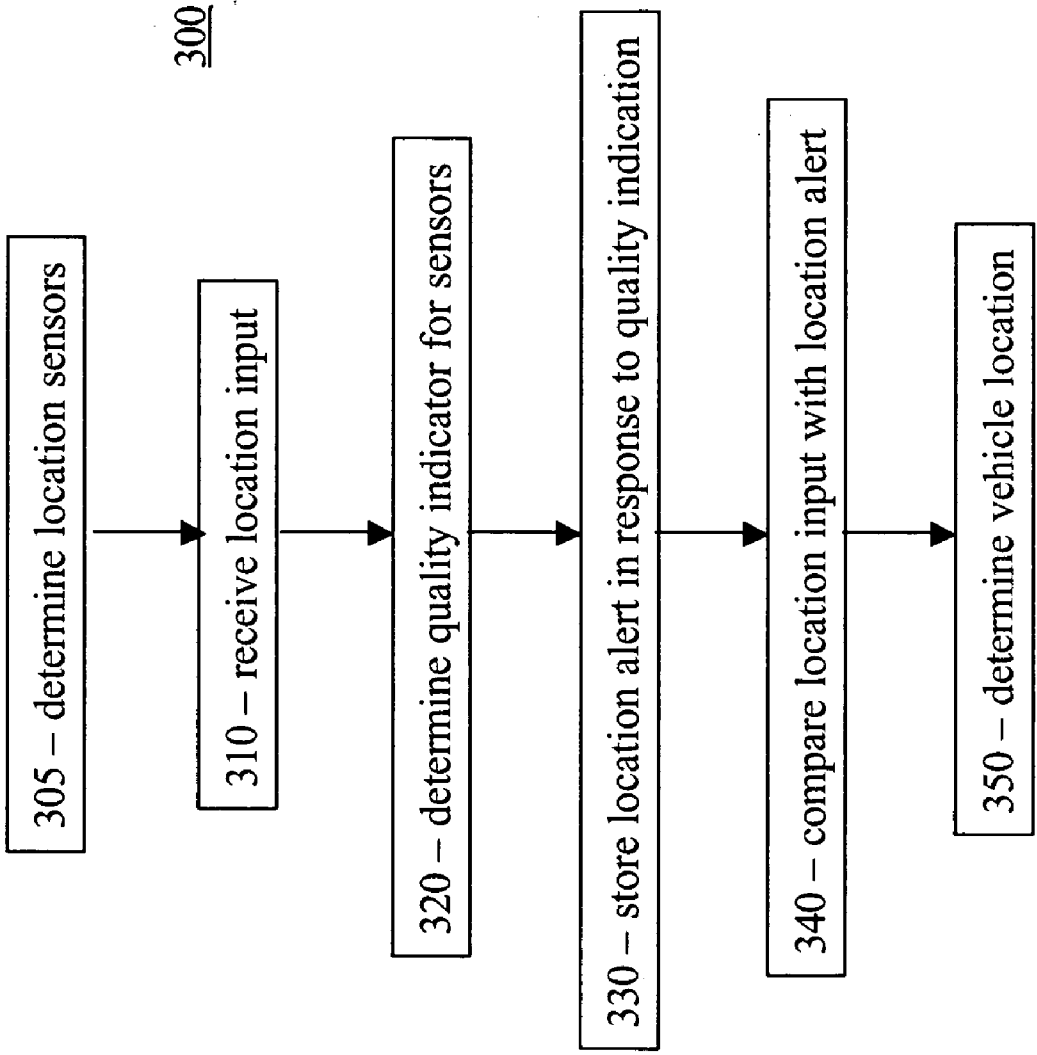 300
305 – determine location sensors
310 – receive location input
320 – determine quality indicator for sensors
330 – store location alert in response to quality indication
340 – compare location input with location alert
350 – determine vehicle location